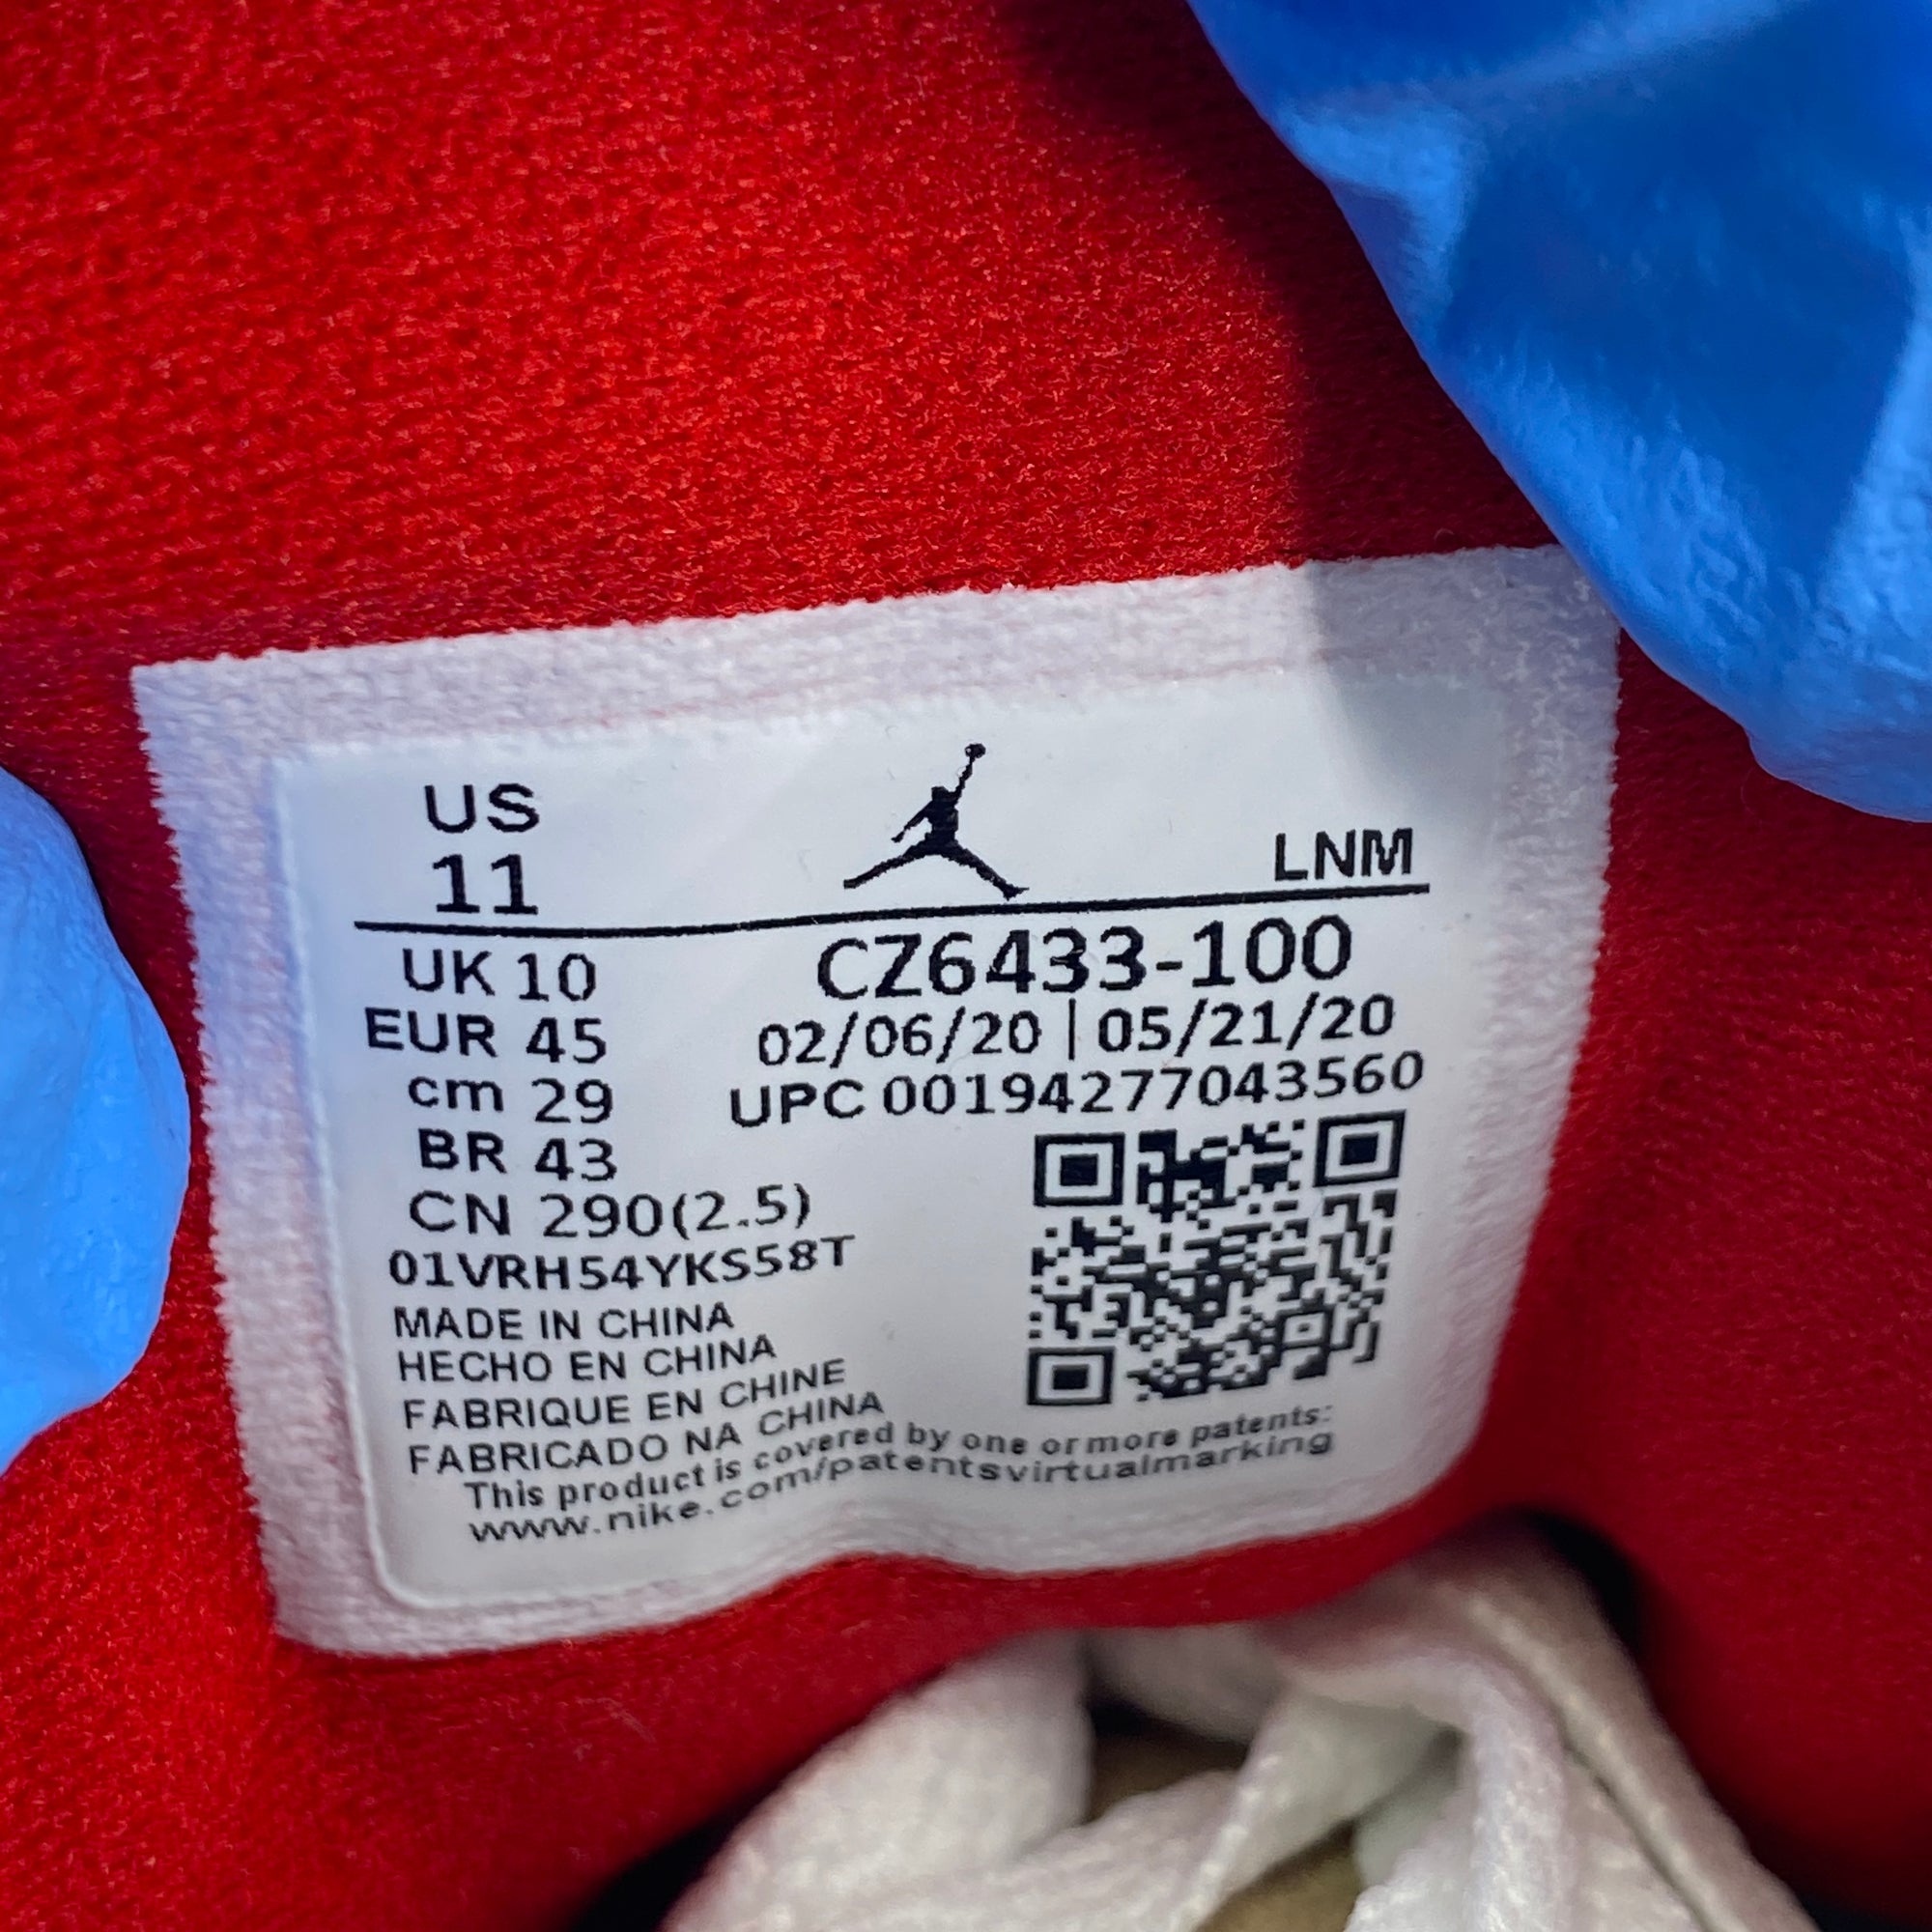 US
11
LNM
UK 10
EUR 45
cm 29
BR 43
CN 290(2.5)
01VRH54YKS58T
CZ6433-100
02/06/20 | 05/21/20
UPC 00194277043560
MADE IN CHINA
HECHO EN CHINA
FABRIQUE EN CHINE
FABRICADO NA CHINA
This product is covered by one or more patents:
www.nike.com/patentsvirtualmarking